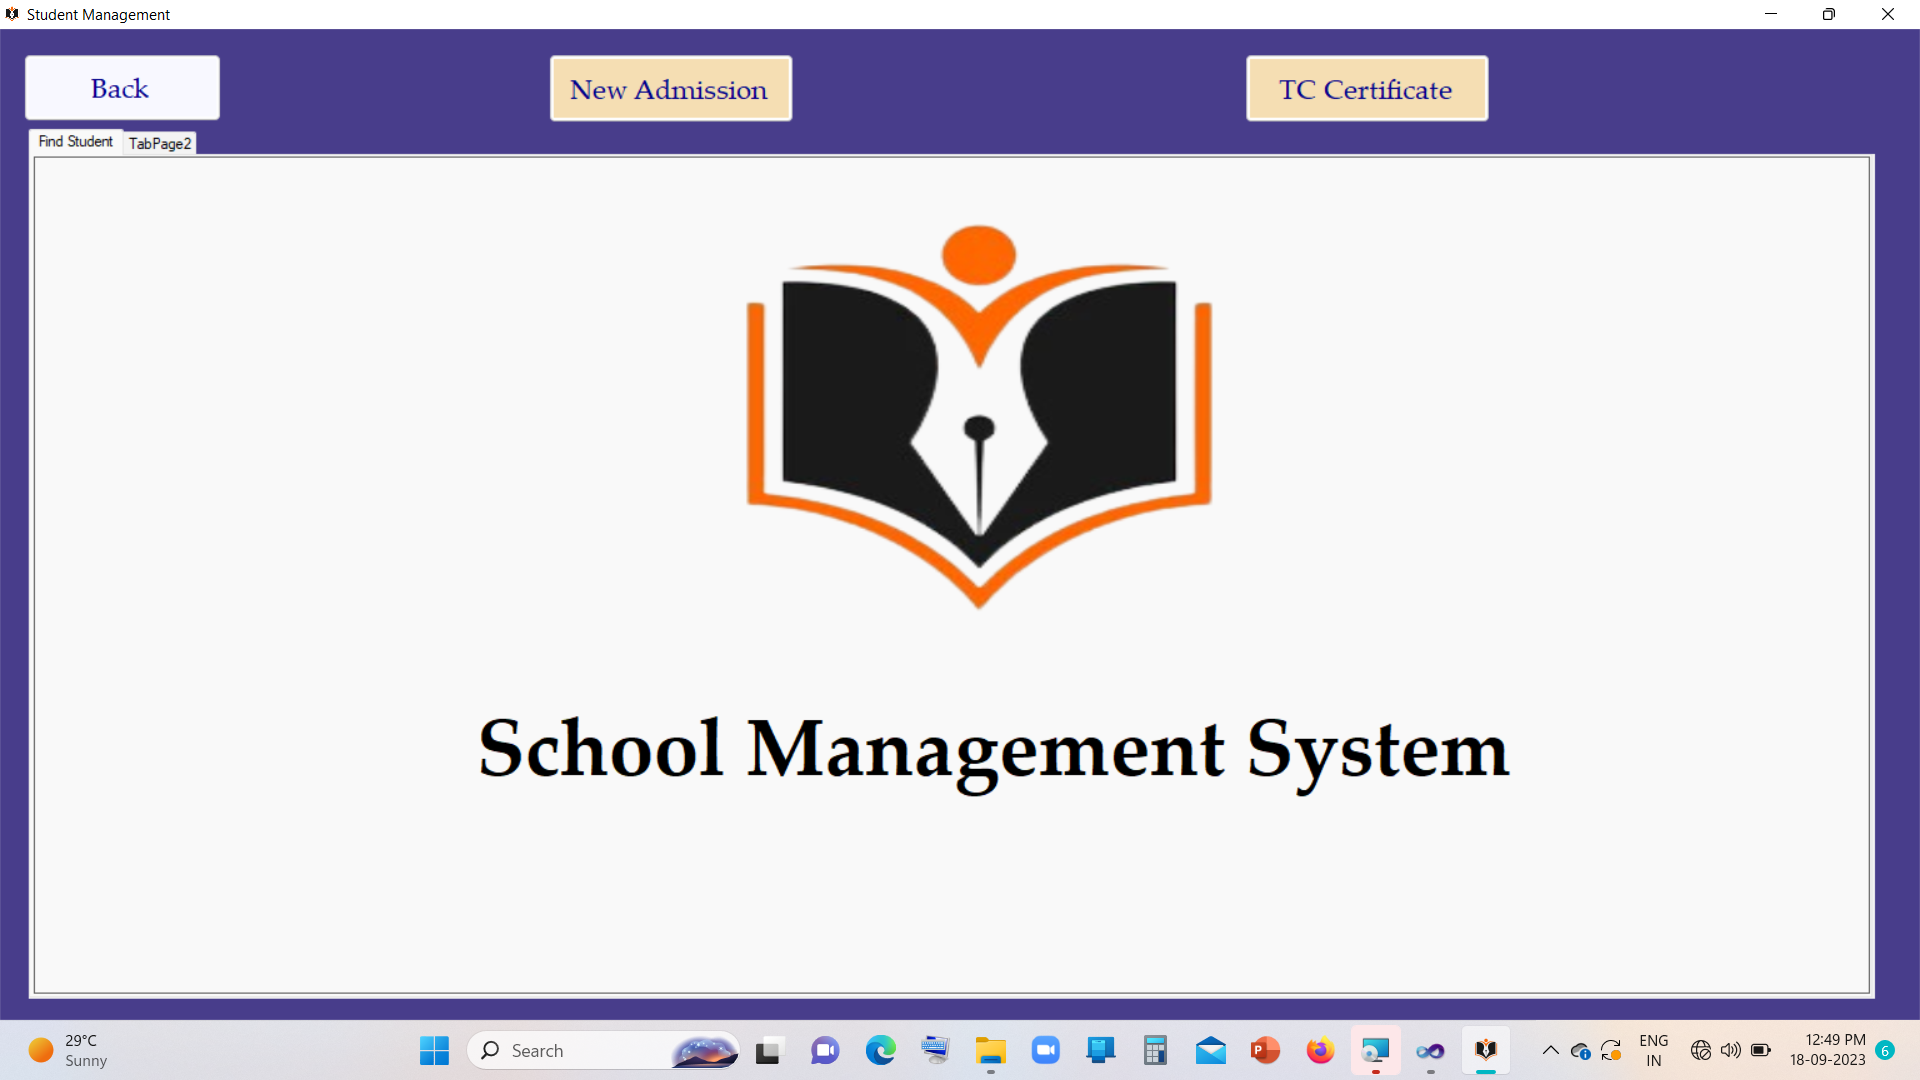 Student Management
Back
New Admission
TC Certificate
Find Student
TabPage2
School Management System
29°C
Sunny
Search
ENG
IN
12:49 PM
18-09-2023
6